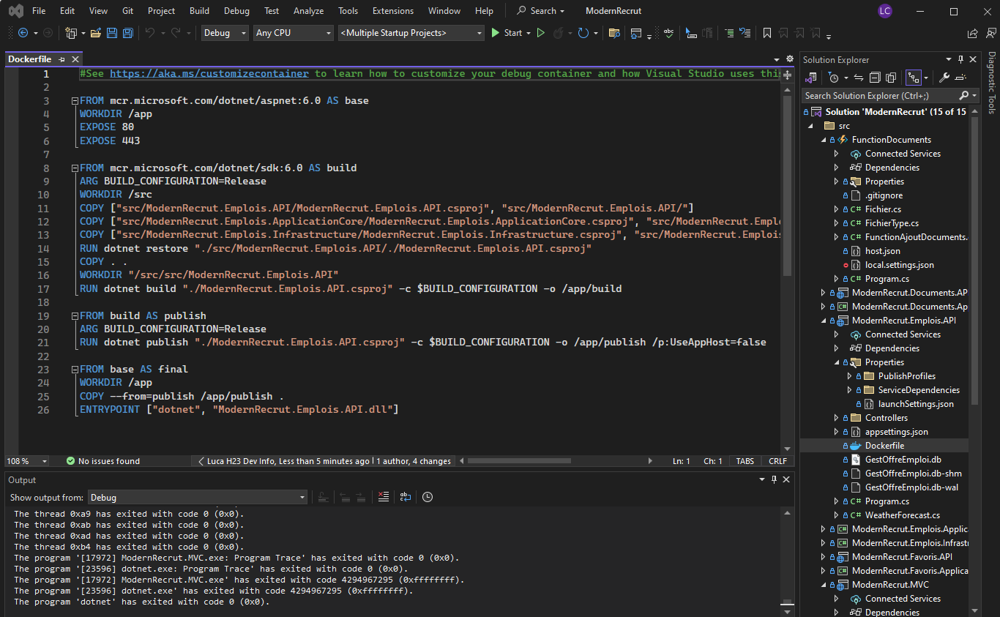 File Edit View Git Project Build Debug Test Analyze Tools Extensions Window Help Search ModernRecrut LC
Debug Any CPU <Multiple Startup Projects> Start abc
Dockerfile
1 #See https://aka.ms/customizecontainer to learn how to customize your debug container and how Visual Studio uses this
2
3 FROM mcr.microsoft.com/dotnet/aspnet:6.0 AS base
4 WORKDIR /app
5 EXPOSE 80
6 EXPOSE 443
7
8 FROM mcr.microsoft.com/dotnet/sdk:6.0 AS build
9 ARG BUILD_CONFIGURATION=Release
10 WORKDIR /src
11 COPY ["src/ModernRecrut.Emplois.API/ModernRecrut.Emplois.API.csproj", "src/ModernRecrut.Emplois.API/"]
12 COPY ["src/ModernRecrut.Emplois.ApplicationCore/ModernRecrut.Emplois.ApplicationCore.csproj", "src/ModernRecrut.Emplo
13 COPY ["src/ModernRecrut.Emplois.Infrastructure/ModernRecrut.Emplois.Infrastructure.csproj", "src/ModernRecrut.Emplois
14 RUN dotnet restore "./src/ModernRecrut.Emplois.API/./ModernRecrut.Emplois.API.csproj"
15 COPY . .
16 WORKDIR "/src/src/ModernRecrut.Emplois.API"
17 RUN dotnet build "./ModernRecrut.Emplois.API.csproj" -c $BUILD_CONFIGURATION -o /app/build
18
19 FROM build AS publish
20 ARG BUILD_CONFIGURATION=Release
21 RUN dotnet publish "./ModernRecrut.Emplois.API.csproj" -c $BUILD_CONFIGURATION -o /app/publish /p:UseAppHost=false
22
23 FROM base AS final
24 WORKDIR /app
25 COPY --from=publish /app/publish .
26 ENTRYPOINT ["dotnet", "ModernRecrut.Emplois.API.dll"]
108 % No issues found Luca H23 Dev Info, Less than 5 minutes ago | 1 author, 4 changes Ln: 1 Ch: 1 TABS CRLF
Output
Show output from: Debug
The thread 0xa9 has exited with code 0 (0x0).
The thread 0xab has exited with code 0 (0x0).
The thread 0xad has exited with code 0 (0x0).
The thread 0xb4 has exited with code 0 (0x0).
The program '[17972] ModernRecrut.MVC.exe: Program Trace' has exited with code 0 (0x0).
The program '[23596] dotnet.exe: Program Trace' has exited with code 0 (0x0).
The program '[17972] ModernRecrut.MVC.exe' has exited with code 4294967295 (0xffffffff).
The program '[23596] dotnet.exe' has exited with code 4294967295 (0xffffffff).
The program 'dotnet' has exited with code 0 (0x0).
Solution Explorer
Search Solution Explorer (Ctrl+;)
Solution 'ModernRecrut' (15 of 15
src
FunctionDocuments
Connected Services
Dependencies
Properties
.gitignore
C# Fichier.cs
C# FichierType.cs
C# FunctionAjoutDocuments.
host.json
local.settings.json
C# Program.cs
ModernRecrut.Documents.AP
C# ModernRecrut.Documents.Ap
ModernRecrut.Emplois.API
Connected Services
Dependencies
Properties
PublishProfiles
ServiceDependencies
launchSettings.json
Controllers
appsettings.json
Dockerfile
GestOffreEmploi.db
GestOffreEmploi.db-shm
GestOffreEmploi.db-wal
C# Program.cs
C# WeatherForecast.cs
C# ModernRecrut.Emplois.Applic
C# ModernRecrut.Emplois.Infrastr
ModernRecrut.Favoris.API
C# ModernRecrut.Favoris.Applica
ModernRecrut.MVC
Connected Services
Dependencies
Diagnostic Tools